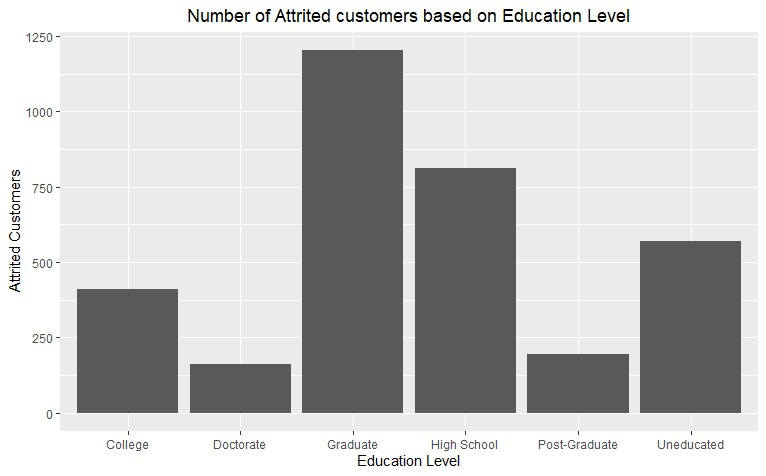 Number of Attrited customers based on Education Level
Attrited Customers
1250
1000
750
500
250
0
College Doctorate Graduate High School Post-Graduate Uneducated
Education Level